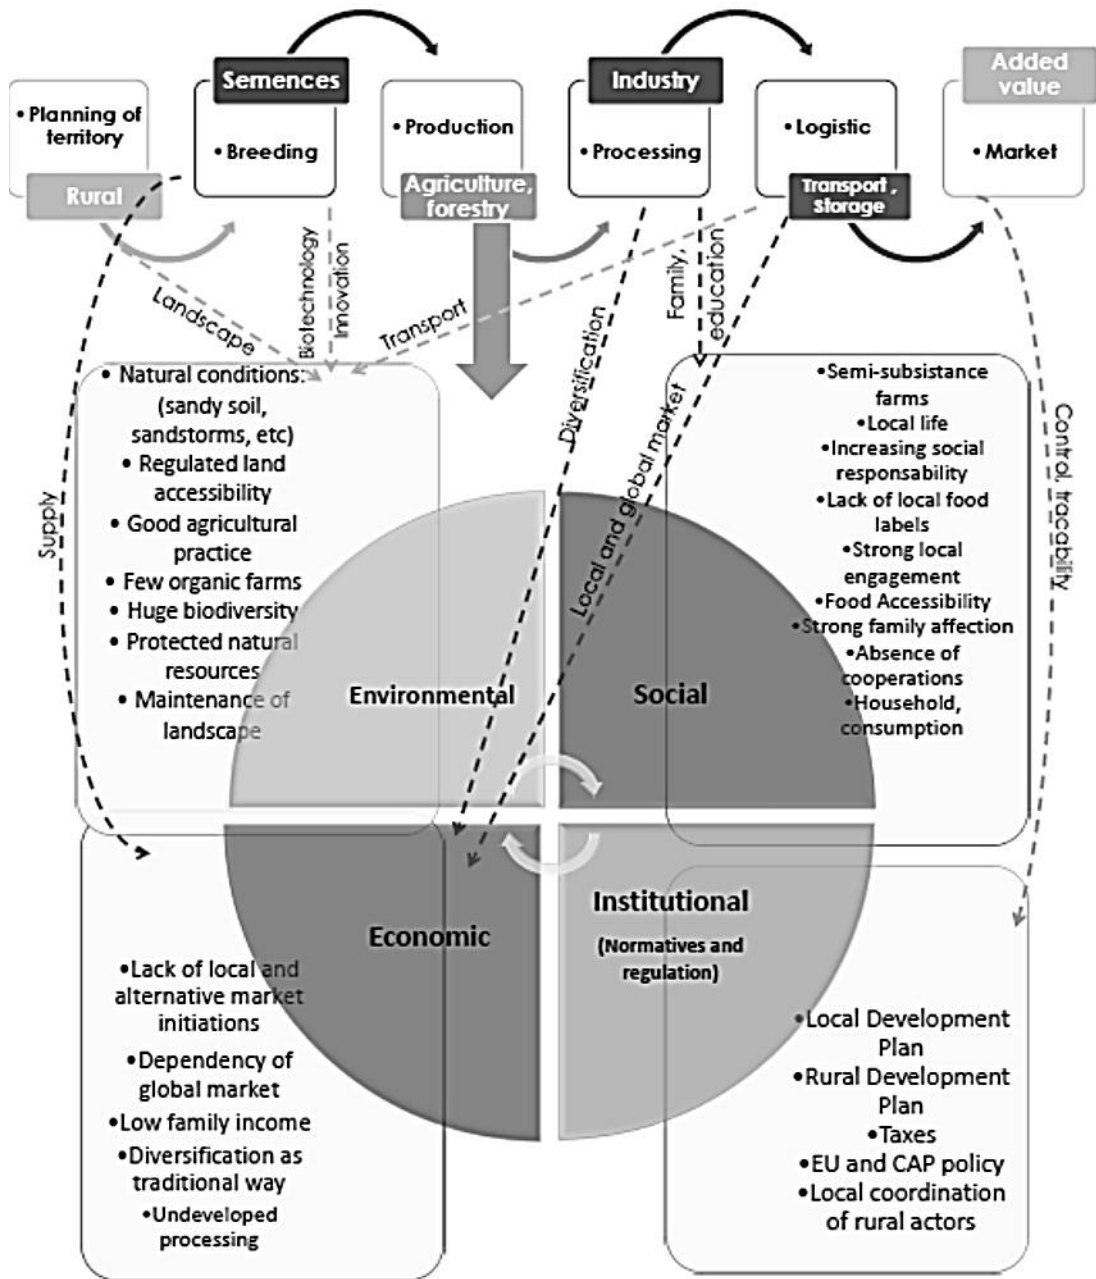 Semences
Industry
Added
value
• Planning of
territory
• Breeding
• Production
• Processing
• Logistic
• Market
Rural
Agriculture,
forestry
Transport ,
Storage
Landscape
Biotechnology
Innovation
Transport
Diversification
Family,
education
Local and global market
Control, tracability
Supply
• Natural conditions:
(sandy soil,
sandstorms, etc)
• Regulated land
accessibility
• Good agricultural
practice
• Few organic farms
• Huge biodiversity
• Protected natural
resources
• Maintenance of
landscape
•Semi-subsistance
farms
•Local life
•Increasing social
responsability
•Lack of local food
labels
•Strong local
engagement
•Food Accessibility
•Strong family affection
•Absence of
cooperations
•Household,
consumption
Environmental
Social
Economic
Institutional
(Normatives and
regulation)
•Lack of local and
alternative market
initiations
•Dependency of
global market
•Low family income
•Diversification as
traditional way
•Undeveloped
processing
•Local Development
Plan
•Rural Development
Plan
•Taxes
•EU and CAP policy
•Local coordination
of rural actors